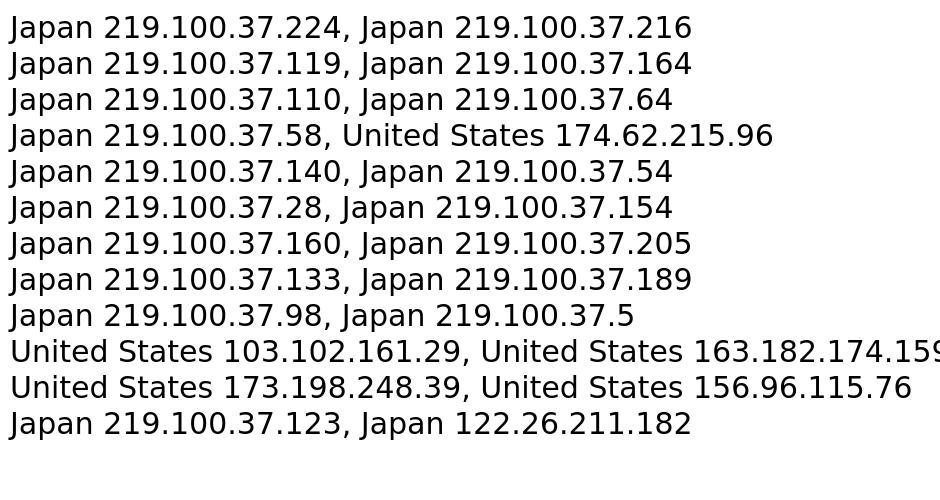 Japan 219.100.37.224, Japan 219.100.37.216
Japan 219.100.37.119, Japan 219.100.37.164
Japan 219.100.37.110, Japan 219.100.37.64
Japan 219.100.37.58, United States 174.62.215.96
Japan 219.100.37.140, Japan 219.100.37.54
Japan 219.100.37.28, Japan 219.100.37.154
Japan 219.100.37.160, Japan 219.100.37.205
Japan 219.100.37.133, Japan 219.100.37.189
Japan 219.100.37.98, Japan 219.100.37.5
United States 103.102.161.29, United States 163.182.174.159
United States 173.198.248.39, United States 156.96.115.76
Japan 219.100.37.123, Japan 122.26.211.182